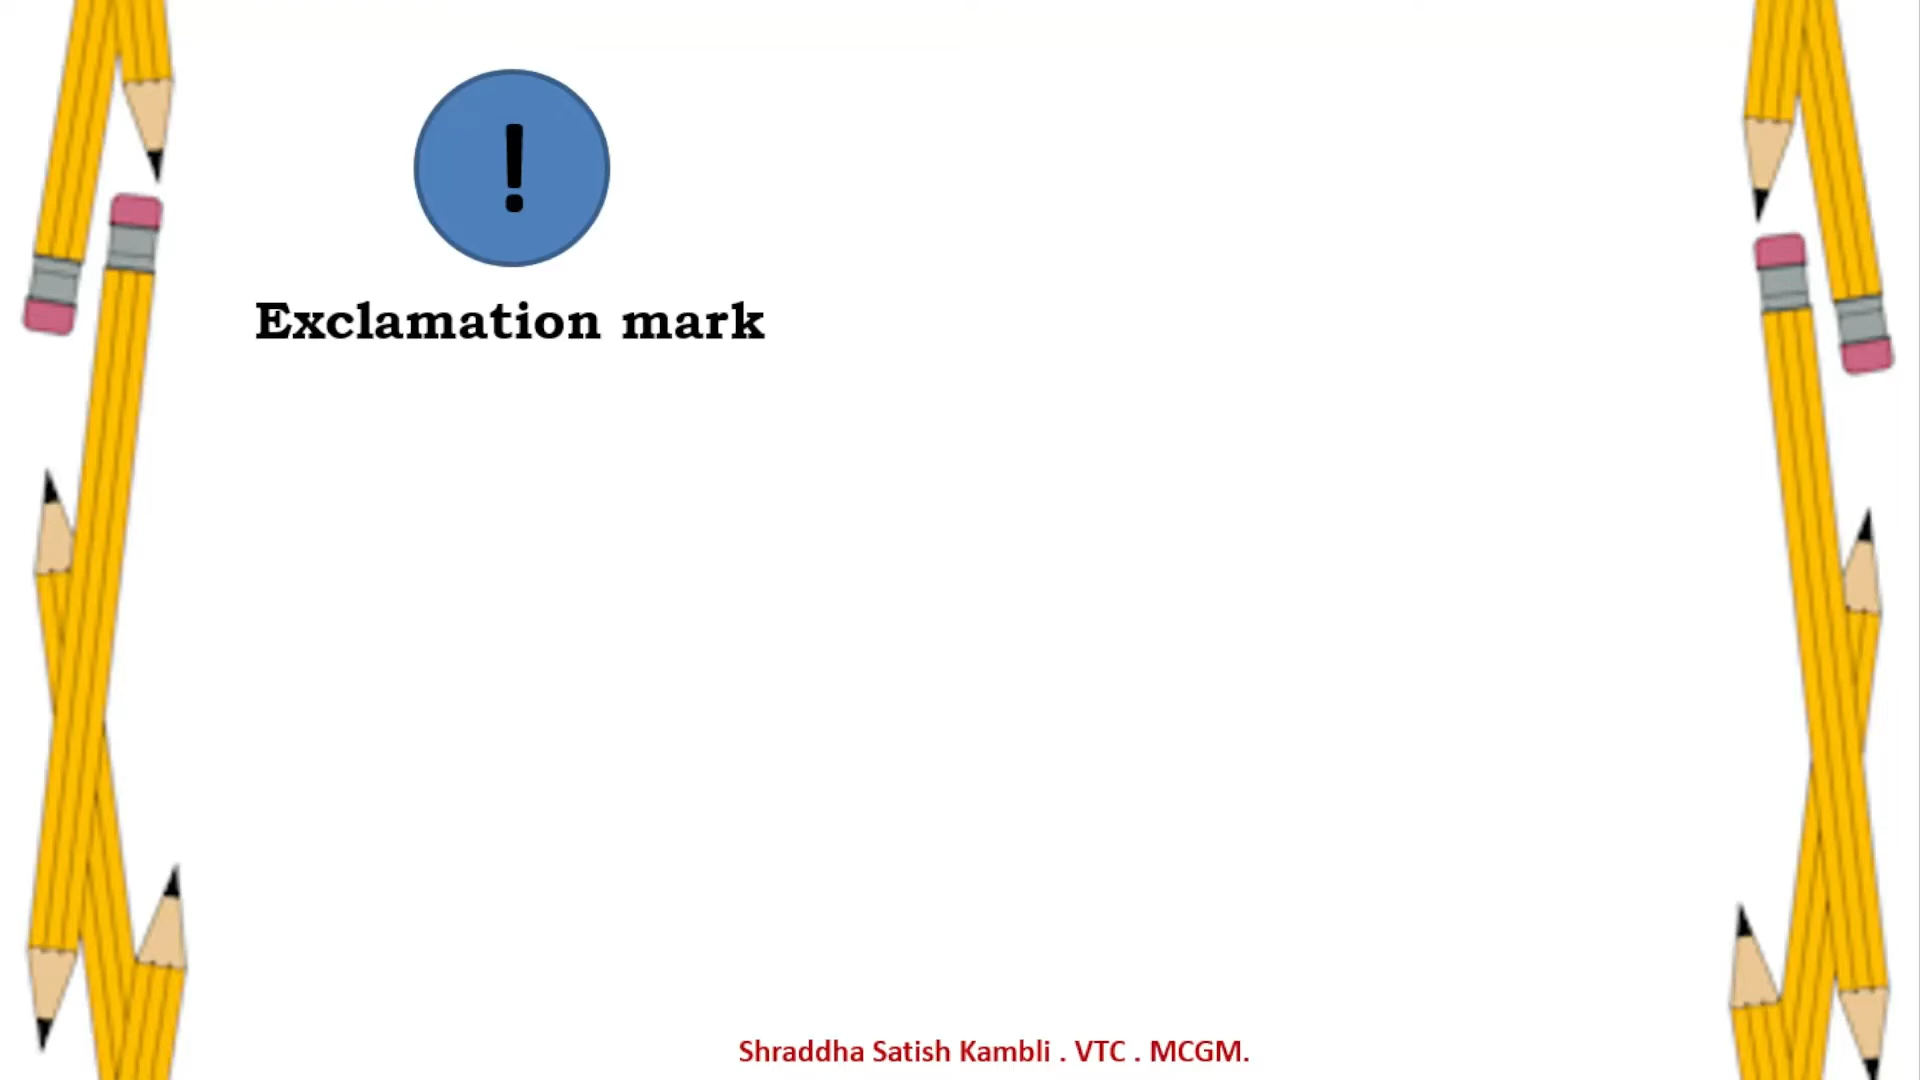 !
Exclamation mark
Shraddha Satish Kambli . VTC . MCGM.